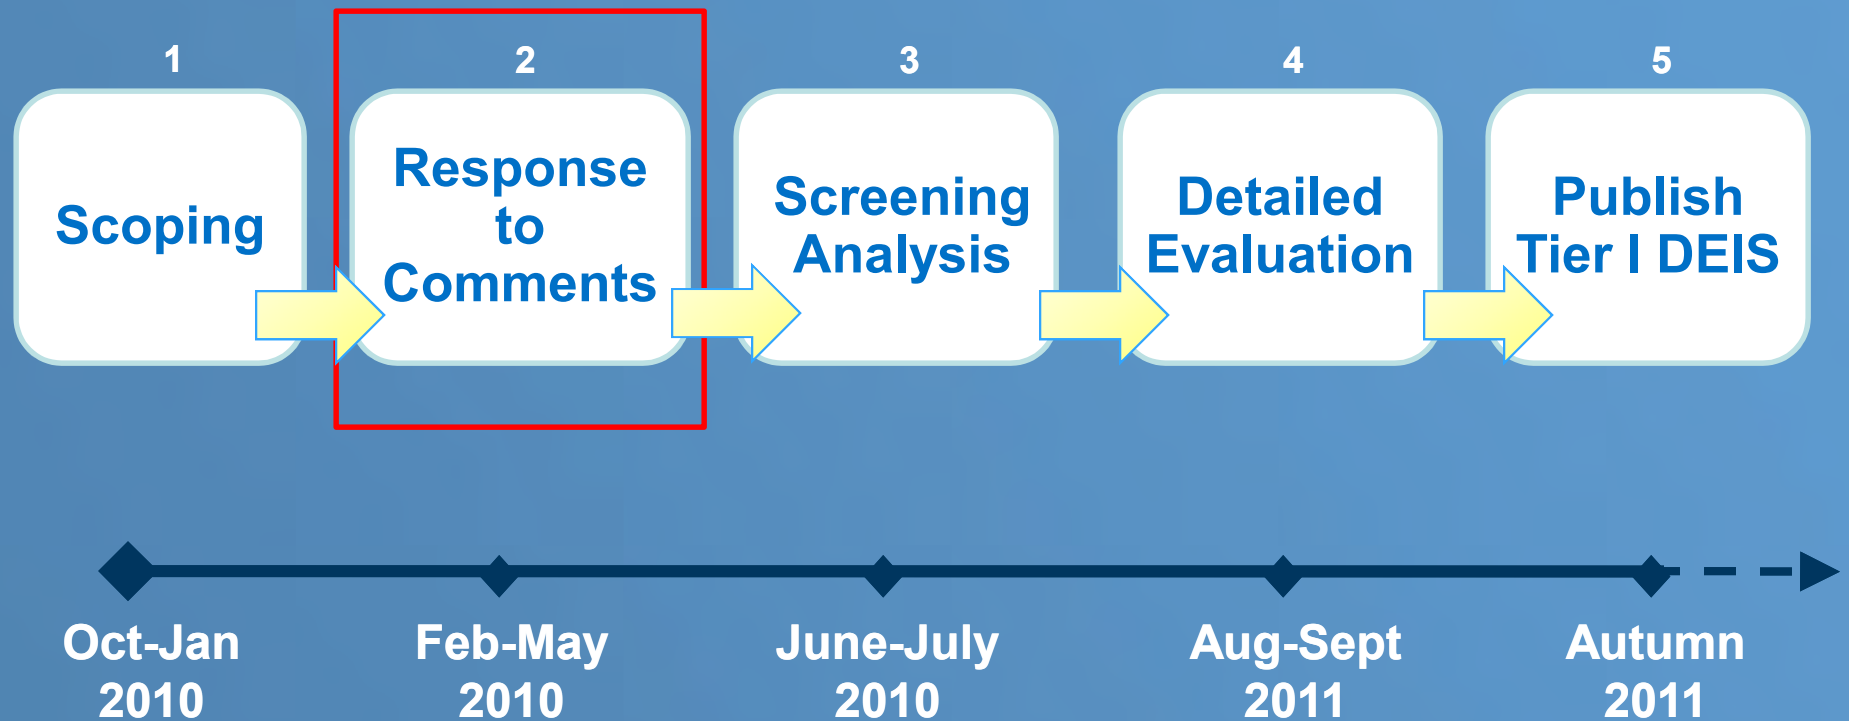 1
Scoping
2
Response
to
Comments
3
Screening
Analysis
4
Detailed
Evaluation
5
Publish
Tier I DEIS
Oct-Jan
2010
Feb-May
2010
June-July
2010
Aug-Sept
2011
Autumn
2011